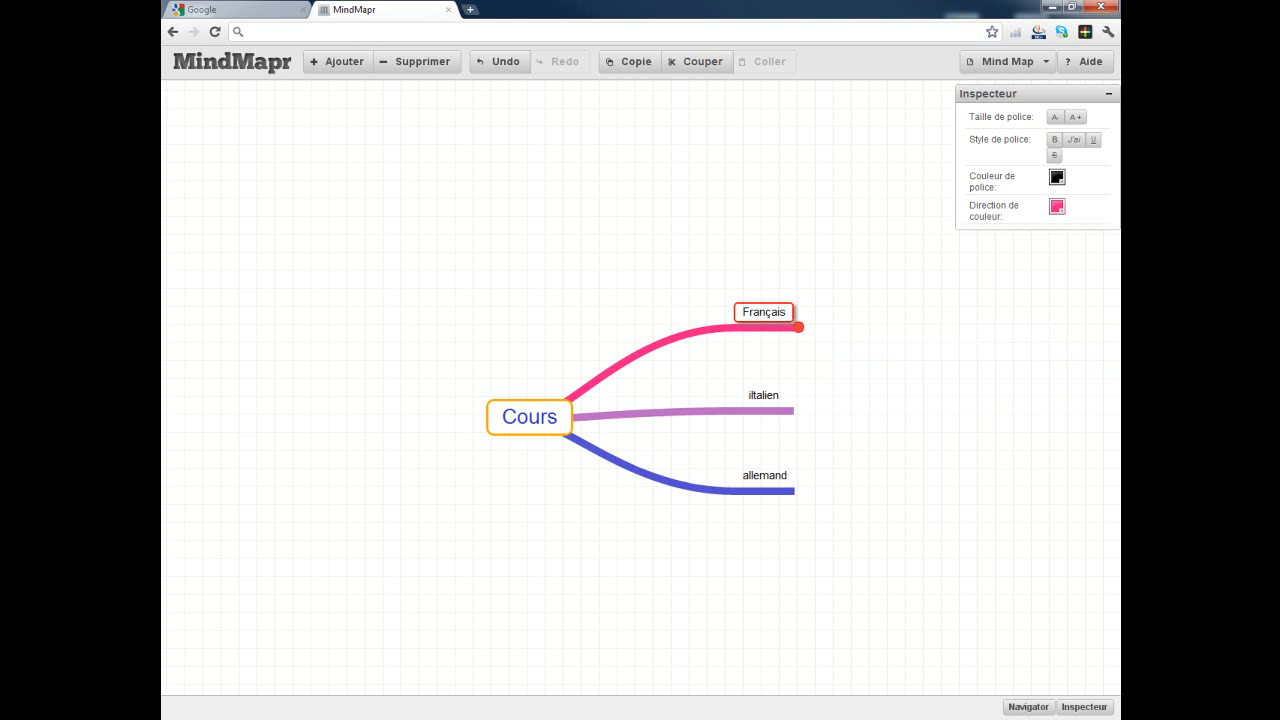 Google
MindMapr
MindMapr
Ajouter
Supprimer
Undo
Redo
Copie
Couper
Coller
Mind Map
? Aide
Inspecteur
Taille de police:
A-
A +
Style de police:
B
J'ai
U
S
Couleur de
police:
Direction de
couleur:
Français
iltalien
Cours
allemand
Navigator
Inspecteur